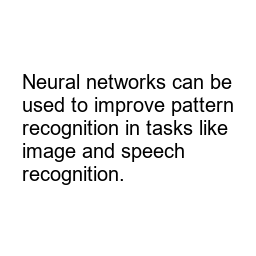 Neural networks can be
used to improve pattern
recognition in tasks like
image and speech
recognition.